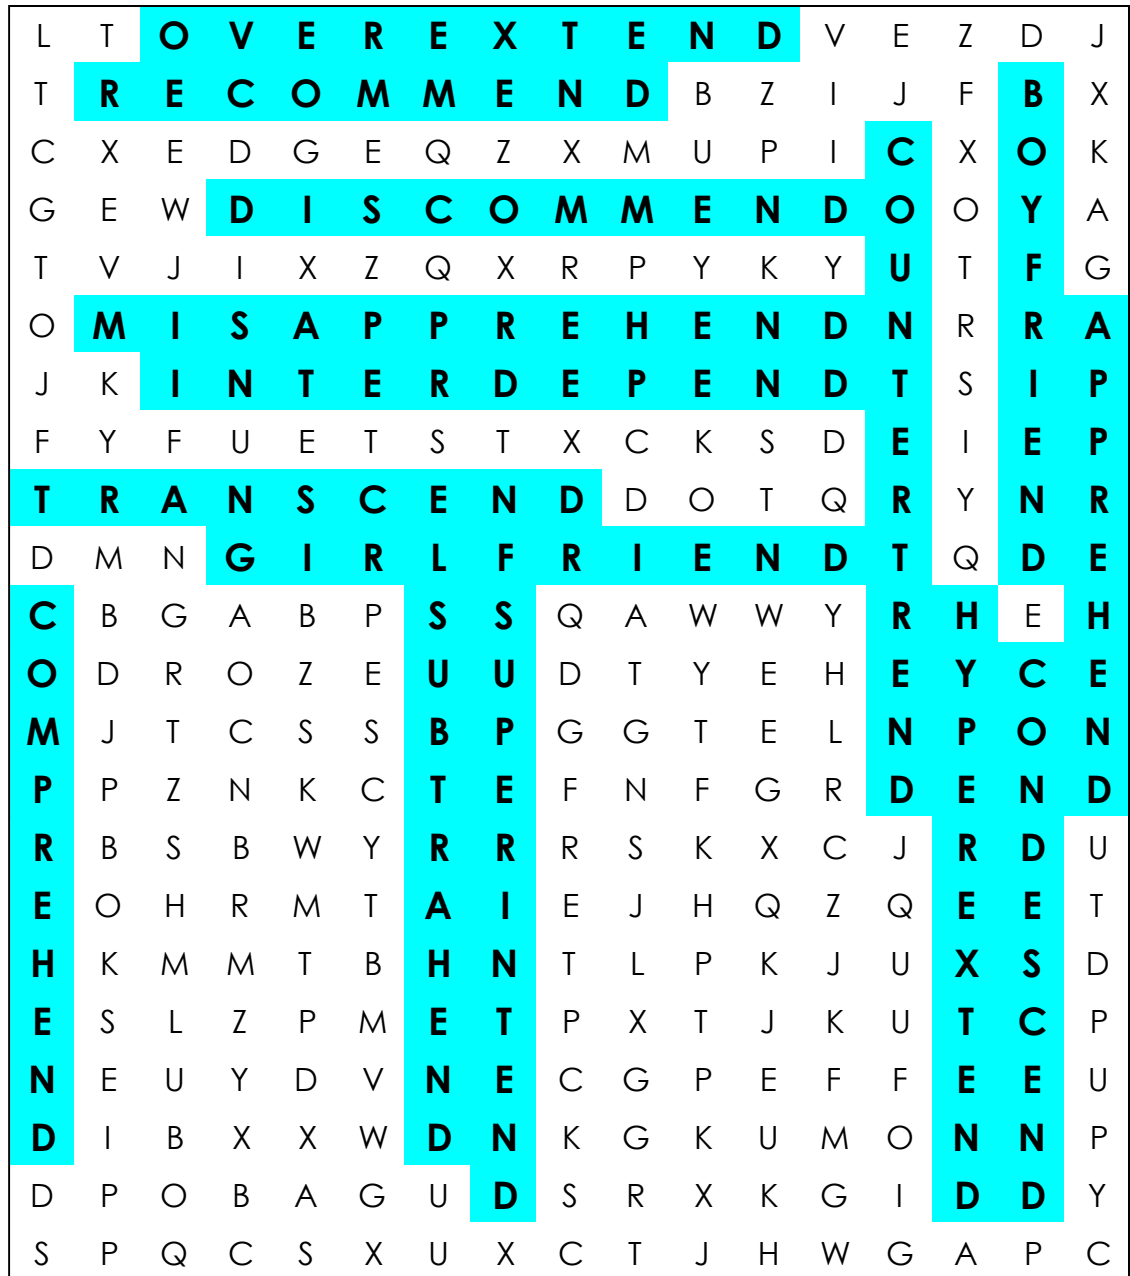 L T O V E R E X T E N D V E Z D J
T R E C O M M E N D B Z I J F B X
C X E D G E Q Z X M U P I C X O K
G E W D I S C O M M E N D O O Y A
T V J I X Z Q X R P Y K Y U T F G
O M I S A P P R E H E N D N R R A
J K I N T E R D E P E N D T S I P
F Y F U E T S T X C K S D E I E P
T R A N S C E N D D O T Q R Y N R
D M N G I R L F R I E N D T Q D E
C B G A B P S S Q A W W Y R H E H
O D R O Z E U U D T Y E H E Y C E
M J T C S S B P G G T E L N P O N
P P Z N K C T E F N F G R D E N D
R B S B W Y R R R S K X C J R D U
E O H R M T A I E J H Q Z Q E E T
H K M M T B H N T L P K J U X S D
E S L Z P M E T P X T J K U T C P
N E U Y D V N E C G P E F F E E U
D I B X X W D N K G K U M O N N P
D P O B A G U D S R X K G I D D Y
S P Q C S X U X C T J H W G A P C